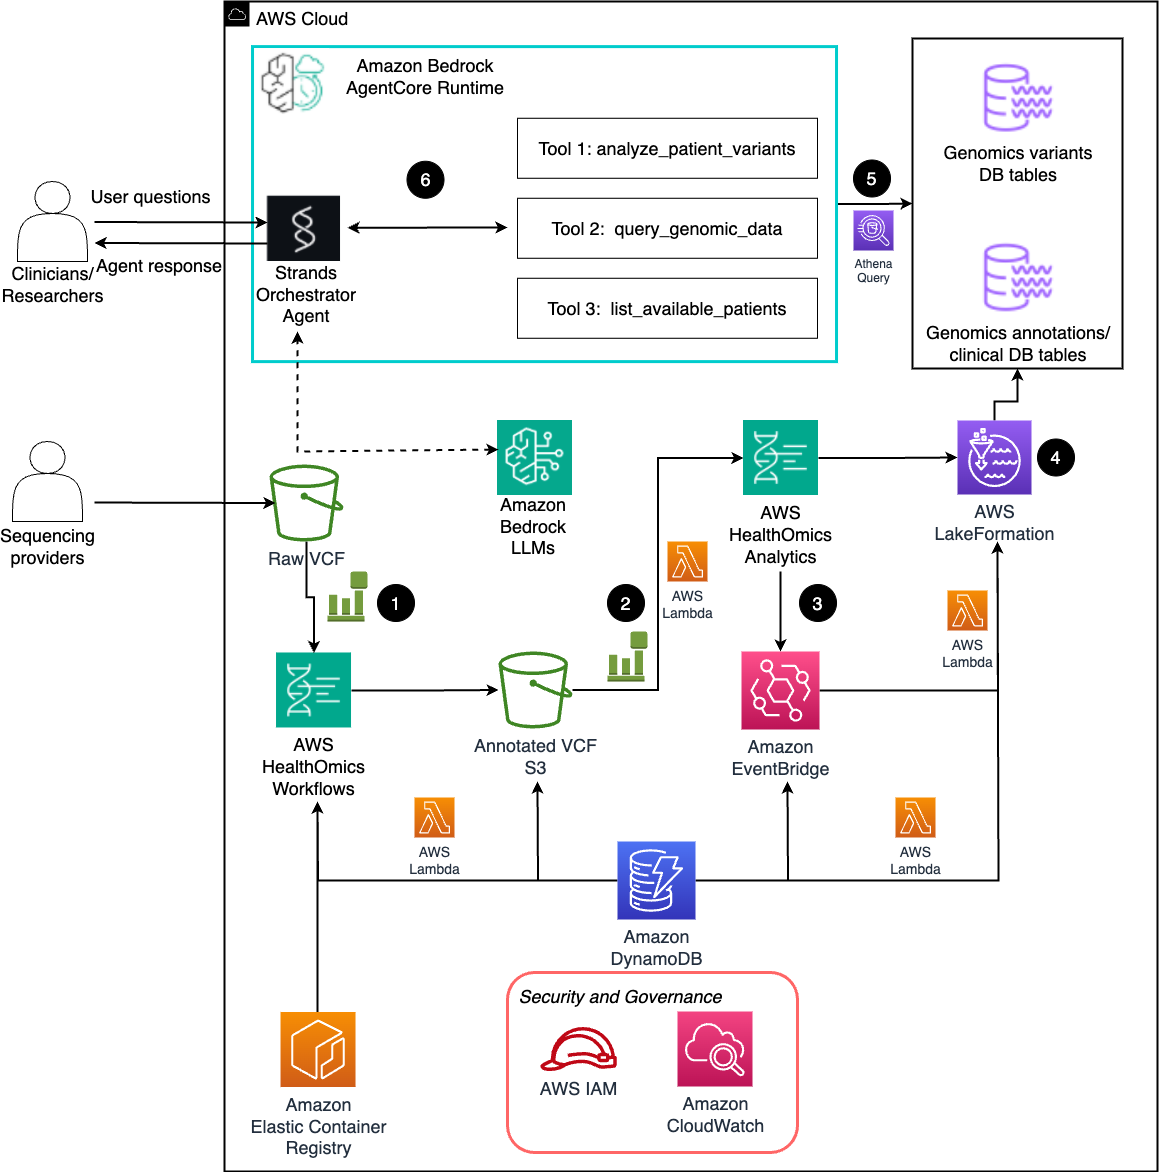 AWS Cloud
Amazon Bedrock
AgentCore Runtime
Tool 1: analyze_patient_variants
Tool 2:  query_genomic_data
Tool 3:  list_available_patients
6
5
Athena
Query
Genomics variants
DB tables
Genomics annotations/
clinical DB tables
User questions
Agent response
Clinicians/
Researchers
Strands
Orchestrator
Agent
Sequencing
providers
Raw VCF
1
Amazon
Bedrock
LLMs
2
AWS
Lambda
AWS
HealthOmics
Analytics
3
4
AWS
LakeFormation
AWS
Lambda
AWS
HealthOmics
Workflows
Annotated VCF
S3
Amazon
EventBridge
AWS
Lambda
AWS
Lambda
Amazon
DynamoDB
Security and Governance
AWS IAM
Amazon
CloudWatch
Amazon
Elastic Container
Registry